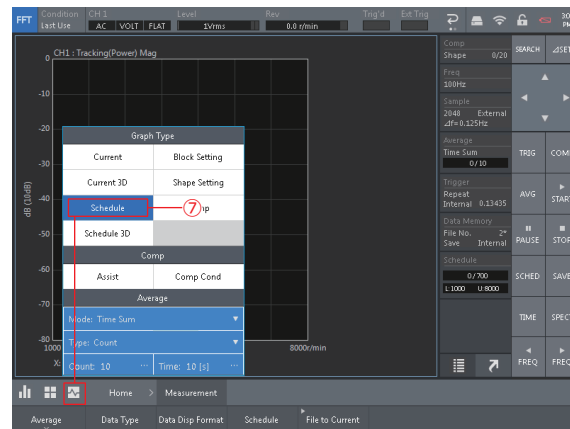 FFT
Condition
Last Use
CH.1
AC VOLT FLAT
Level
1Vrms
Rev
0.0 r/min
Trig'd
Ext Trig
CH1 : Tracking(Power) Mag
0
-10
-20
-30
-40
-50
-60
-70
-80
dB (10dB)
1000
8000r/min
X:
Graph Type
Current
Block Setting
Current 3D
Shape Setting
Schedule
⑦
Schedule 3D
Comp
Assist
Comp Cond
Average
Mode: Time Sum
Type: Count
Count: 10 ···
Time: 10 [s] ···
Comp
Shape 0/20
Freq
100Hz
Sample
2048 External
⊿f=0.125Hz
Average
Time Sum
0/10
Trigger
Repeat
Internal 0.13435
Data Memory
File No. 2*
Save Internal
Schedule
0/700
L:1000 U:8000
SEARCH
⊿SET
TRIG
AVG
PAUSE
SCHED
TIME
FREQ
Home > Measurement
Average
Data Type
Data Disp Format
Schedule
File to Current